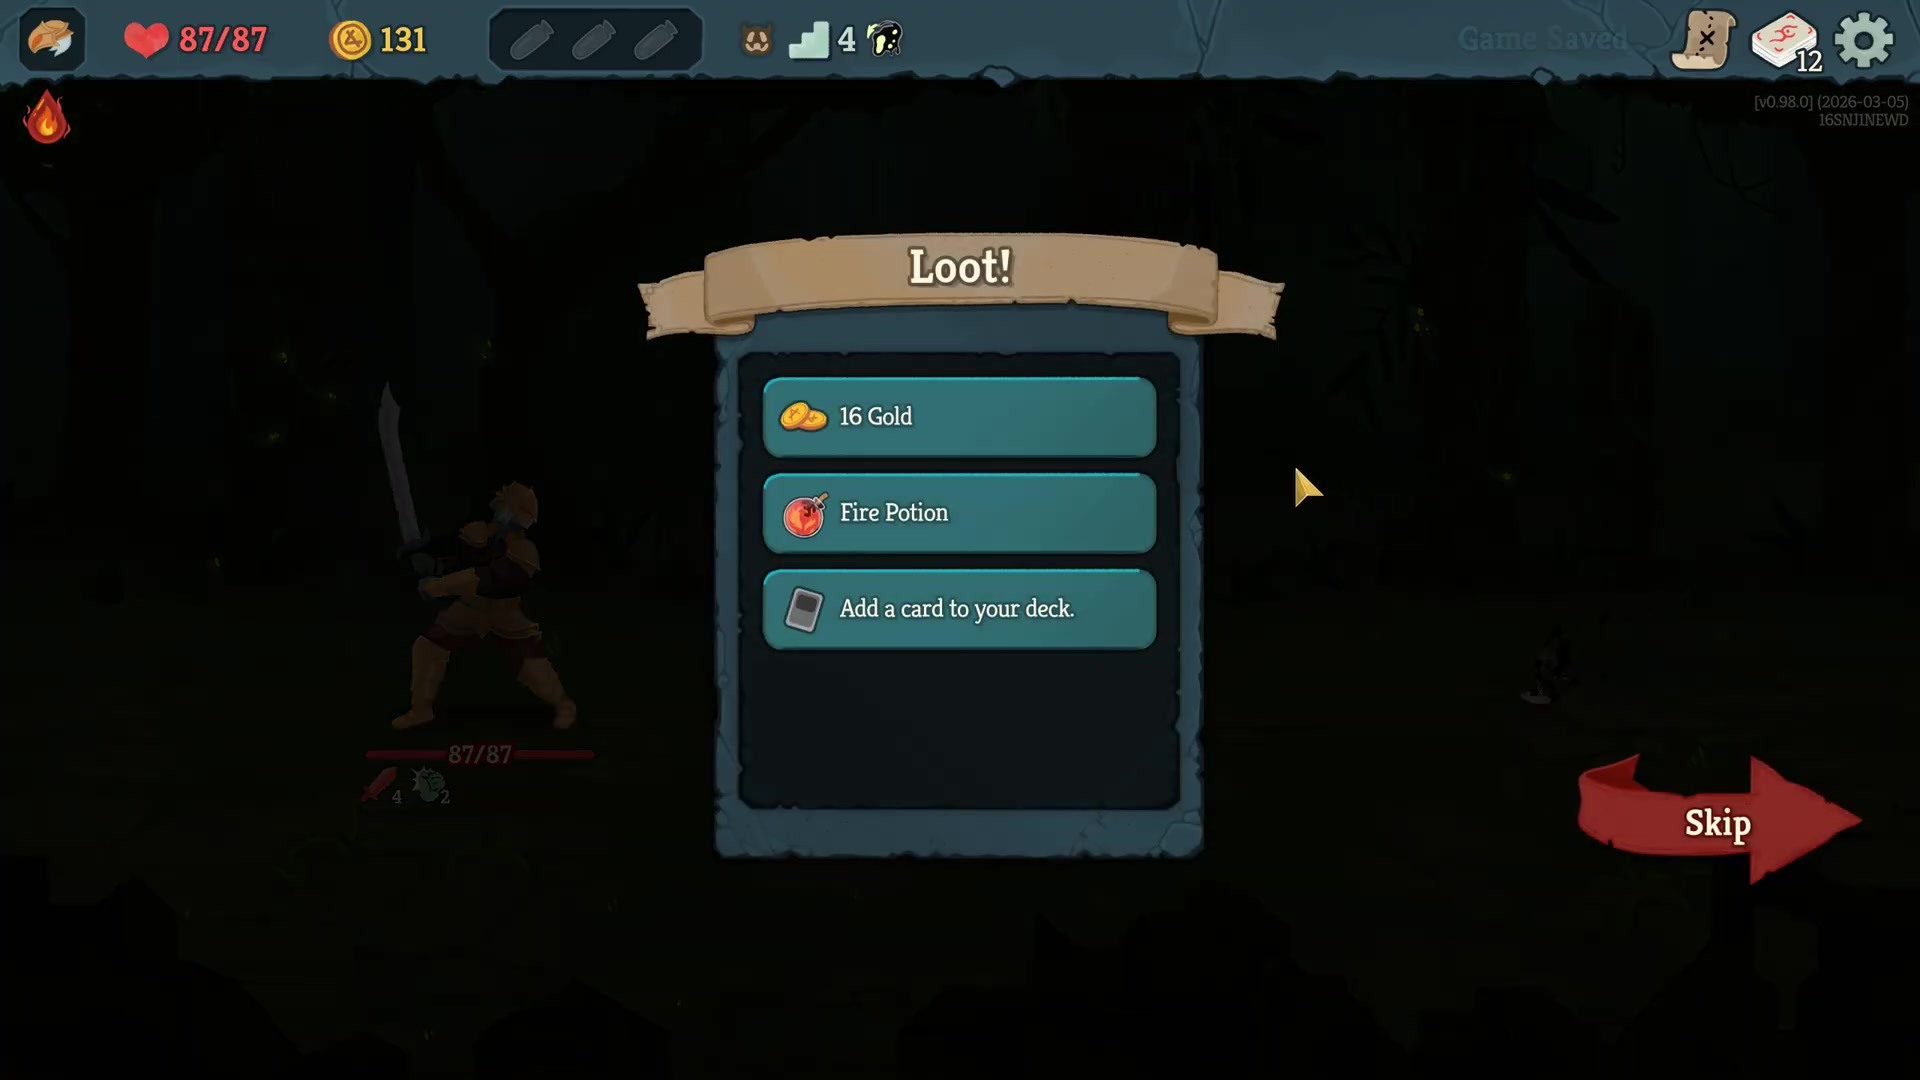 87/87
131
4
Game Saved
12
[v0.98.0] (2026-03-05)
16SNJ1NEWD
Loot!
16 Gold
Fire Potion
Add a card to your deck.
87/87
4
2
Skip